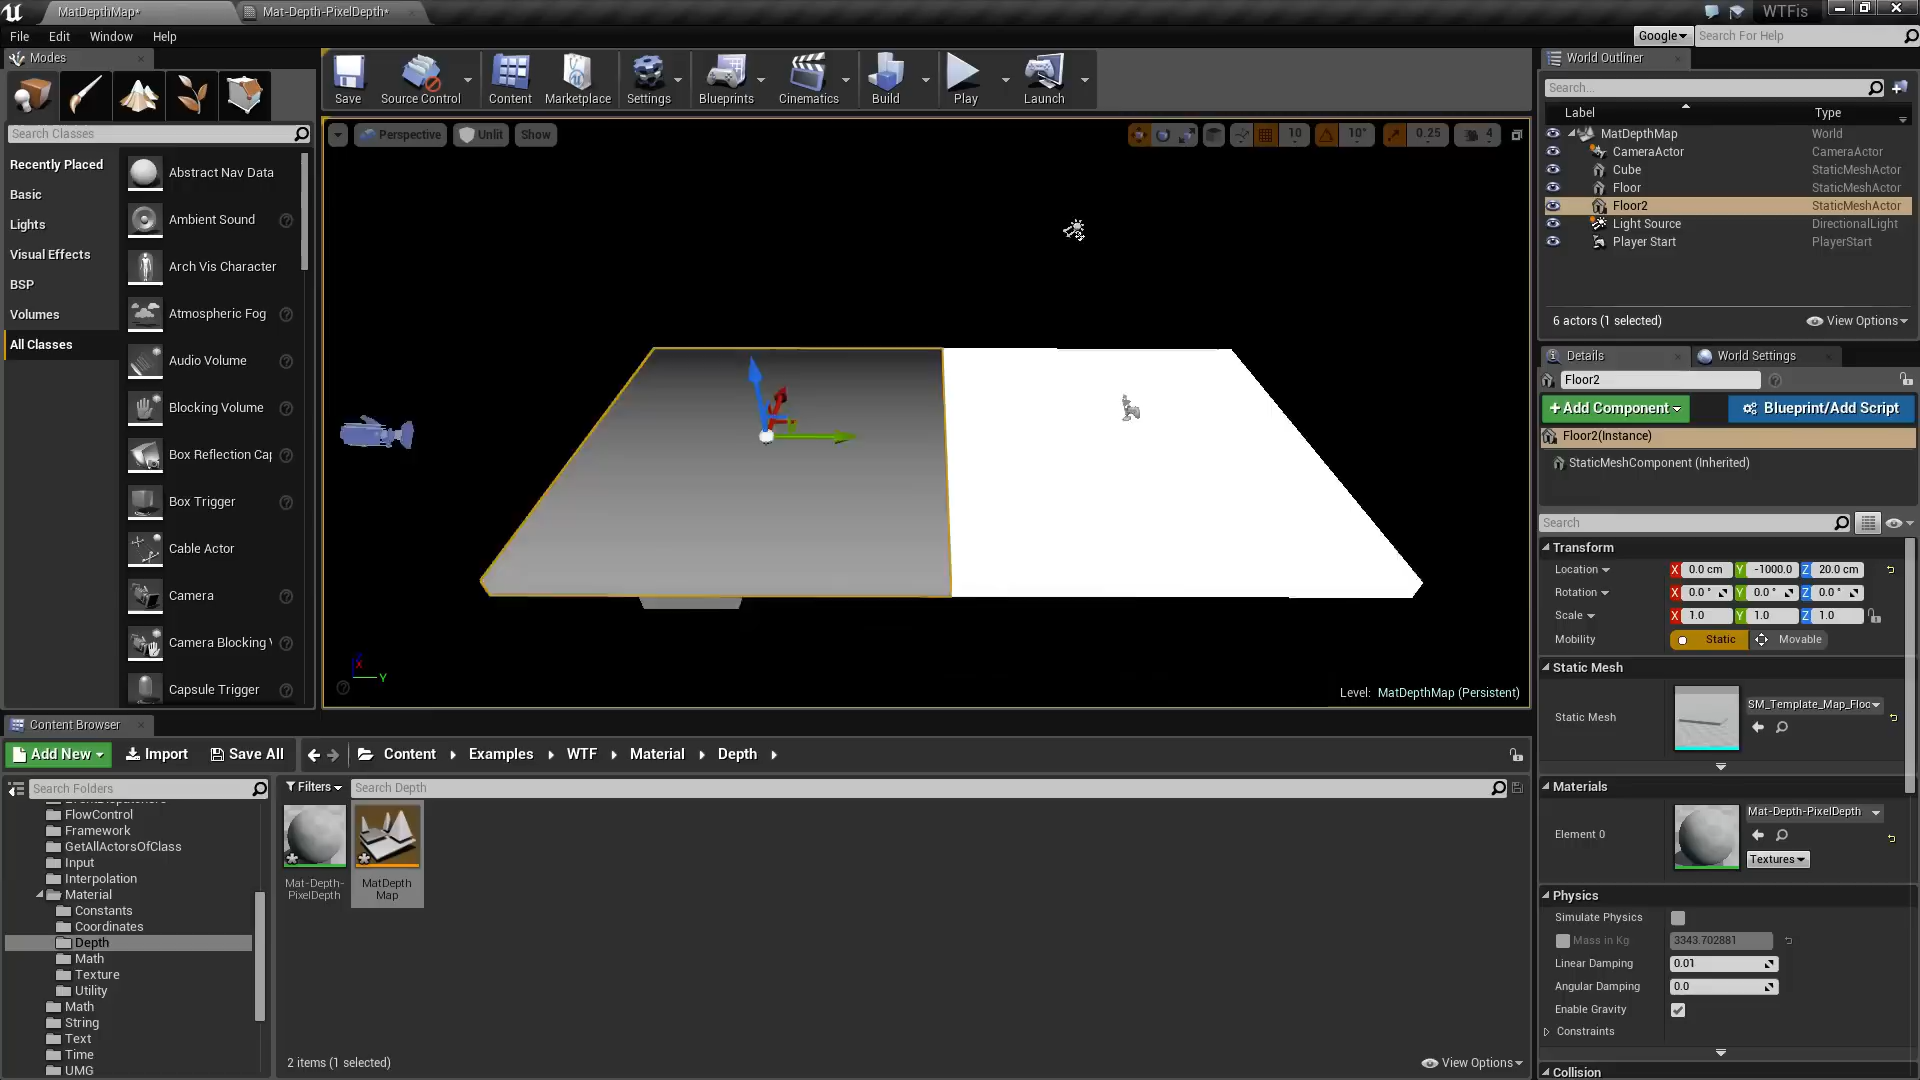 MatDepthMap*
Mat-Depth-PixelDepth*
WTFis
File Edit Window Help
Google
Search For Help
Modes
Search Classes
Recently Placed
Basic
Lights
Visual Effects
BSP
Volumes
All Classes
Abstract Nav Data
Ambient Sound
Arch Vis Character
Atmospheric Fog
Audio Volume
Blocking Volume
Box Reflection Cap
Box Trigger
Cable Actor
Camera
Camera Blocking V
Capsule Trigger
Save
Source Control
Content
Marketplace
Settings
Blueprints
Cinematics
Build
Play
Launch
Perspective
Unlit
Show
10
10°
0.25
4
X
Y
Level: MatDepthMap (Persistent)
World Outliner
Search...
Label Type
MatDepthMap World
CameraActor CameraActor
Cube StaticMeshActor
Floor StaticMeshActor
Floor2 StaticMeshActor
Light Source DirectionalLight
Player Start PlayerStart
6 actors (1 selected)
View Options
Details
World Settings
Floor2
+Add Component
Blueprint/Add Script
Floor2(Instance)
StaticMeshComponent (Inherited)
Search
Transform
Location X 0.0 cm Y -1000.0 Z 20.0 cm
Rotation X 0.0 ° Y 0.0 ° Z 0.0 °
Scale X 1.0 Y 1.0 Z 1.0
Mobility Static Movable
Static Mesh
Static Mesh
SM_Template_Map_Floo
Materials
Element 0
Mat-Depth-PixelDepth
Textures
Physics
Simulate Physics
Mass in Kg 3343.702881
Linear Damping 0.01
Angular Damping 0.0
Enable Gravity
Constraints
Collision
Content Browser
Add New
Import
Save All
Content Examples WTF Material Depth
Search Folders
Filters
Search Depth
FlowControl
Framework
GetAllActorsOfClass
Input
Interpolation
Material
Constants
Coordinates
Depth
Math
Texture
Utility
Math
String
Text
Time
UMG
Mat-Depth-
PixelDepth
MatDepth
Map
2 items (1 selected)
View Options